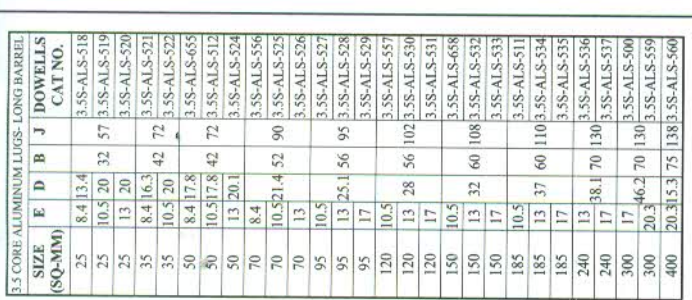 3.5 CORE ALUMINUM LUGS- LONG BARREL
SIZE (SQ-MM) E D B J DOWELLS CAT NO.
25 8.4 13.4 3.5S-ALS-518
25 10.5 20 32 57 3.5S-ALS-519
25 13 20 3.5S-ALS-520
35 8.4 16.3 3.5S-ALS-521
35 10.5 20 42 72 3.5S-ALS-522
50 8.4 17.8 3.5S-ALS-655
50 10.5 17.8 42 72 3.5S-ALS-512
50 13 20.1 3.5S-ALS-524
70 8.4 3.5S-ALS-556
70 10.5 21.4 52 90 3.5S-ALS-525
70 13 3.5S-ALS-526
95 10.5 3.5S-ALS-527
95 13 25.1 56 95 3.5S-ALS-528
95 17 3.5S-ALS-529
120 10.5 3.5S-ALS-557
120 13 28 56 102 3.5S-ALS-530
120 17 3.5S-ALS-531
150 10.5 3.5S-ALS-658
150 13 32 60 108 3.5S-ALS-532
150 17 3.5S-ALS-533
185 10.5 3.5S-ALS-511
185 13 37 60 110 3.5S-ALS-534
185 17 3.5S-ALS-535
240 13 38.1 70 130 3.5S-ALS-536
240 17 3.5S-ALS-537
300 17 46.2 70 130 3.5S-ALS-500
300 20.3 3.5S-ALS-559
400 20.3 15.3 75 138 3.5S-ALS-560